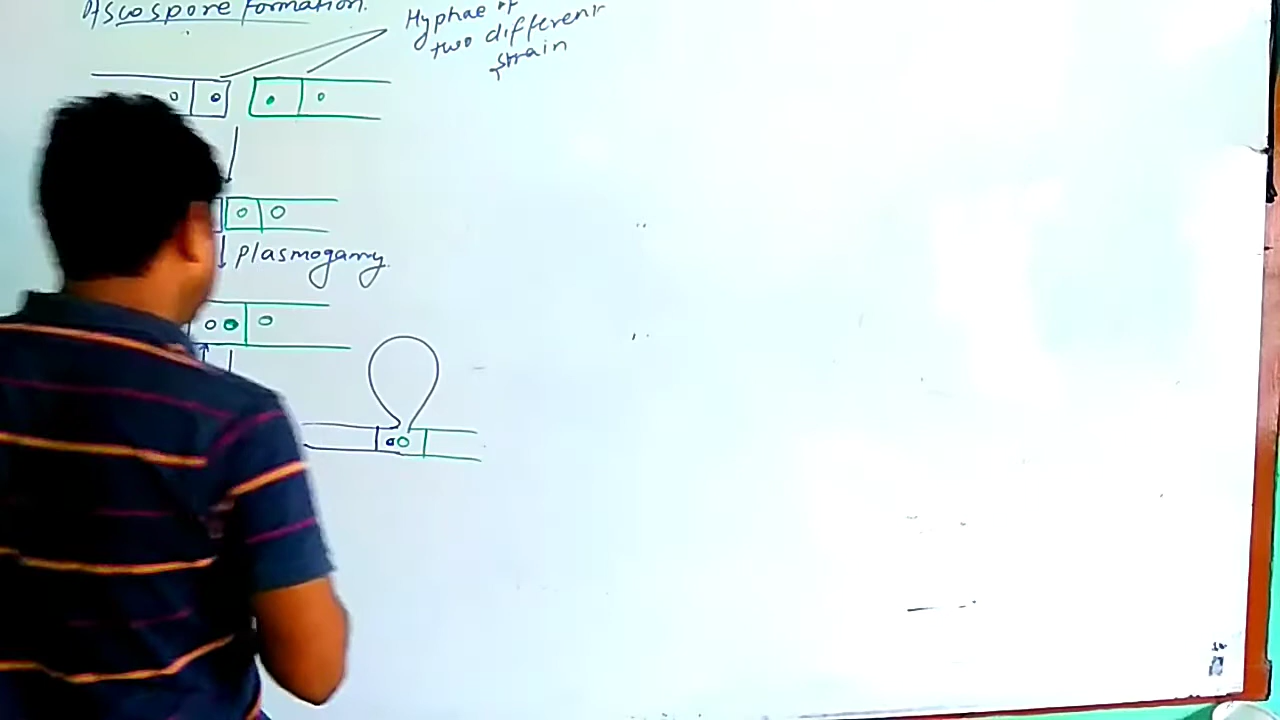 Ascospore Formation.
Hyphae of
two different
strain
Plasmogamy.